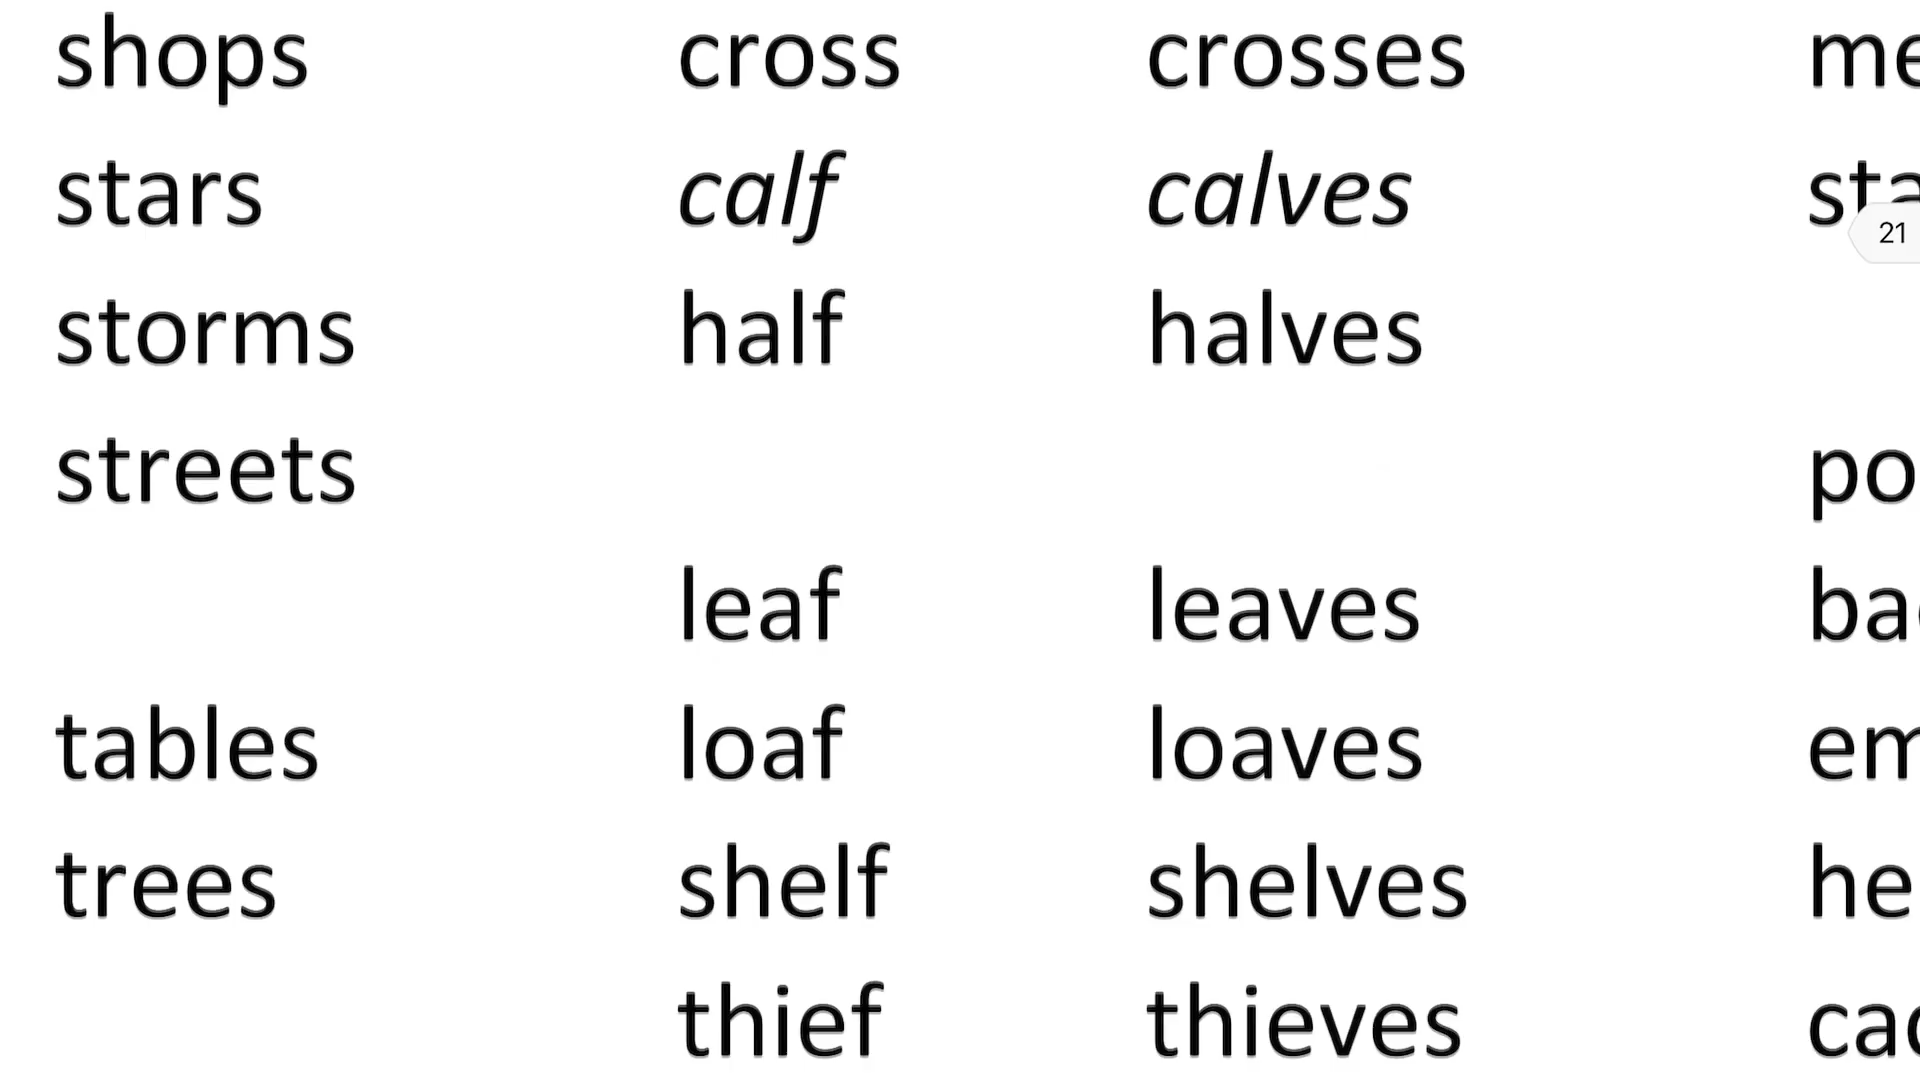 shops cross crosses
stars calf calves
21
storms half halves
streets
leaf leaves
tables loaf loaves
trees shelf shelves
thief thieves